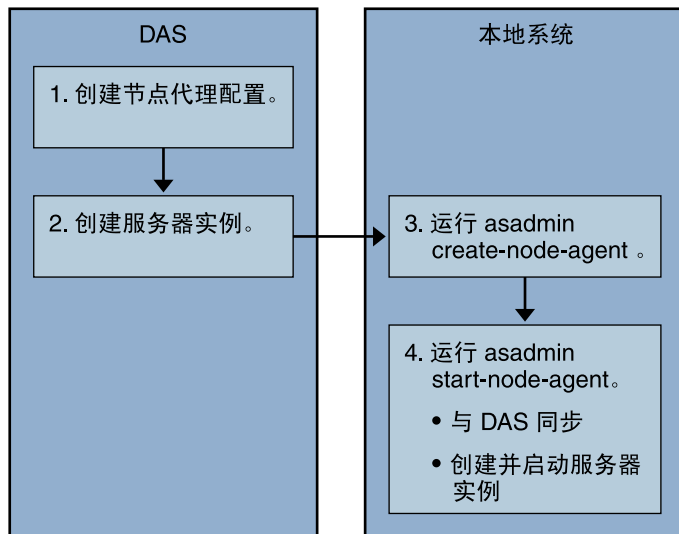 DAS
1. 创建节点代理配置。
2. 创建服务器实例。
本地系统
3. 运行 asadmin
create-node-agent 。
4. 运行 asadmin
start-node-agent。
• 与 DAS 同步
• 创建并启动服务器
实例